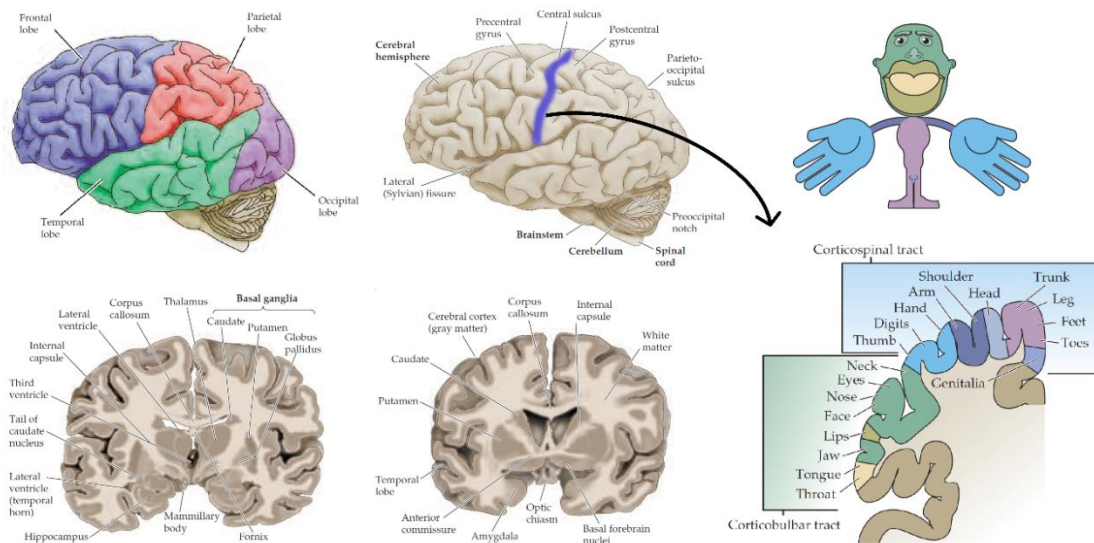 Frontal
lobe
Parietal
lobe
Temporal
lobe
Occipital
lobe
Cerebral
hemisphere
Precentral
gyrus
Central sulcus
Postcentral
gyrus
Parieto-
occipital
sulcus
Lateral
(Sylvian) fissure
Brainstem
Cerebellum
Spinal
cord
Preoccipital
notch
Corticospinal tract
Shoulder
Arm
Hand
Digits
Thumb
Head
Trunk
Leg
Feet
Toes
Genitalia
Neck
Eyes
Nose
Face
Lips
Jaw
Tongue
Throat
Corticobulbar tract
Lateral
ventricle
Corpus
callosum
Thalamus
Basal ganglia
Caudate
Putamen
Globus
pallidus
Internal
capsule
Third
ventricle
Tail of
caudate
nucleus
Lateral
ventricle
(temporal
horn)
Hippocampus
Mammillary
body
Fornix
Cerebral cortex
(gray matter)
Corpus
callosum
Internal
capsule
White
matter
Caudate
Putamen
Temporal
lobe
Anterior
commissure
Amygdala
Optic
chiasm
Basal forebrain
nuclei